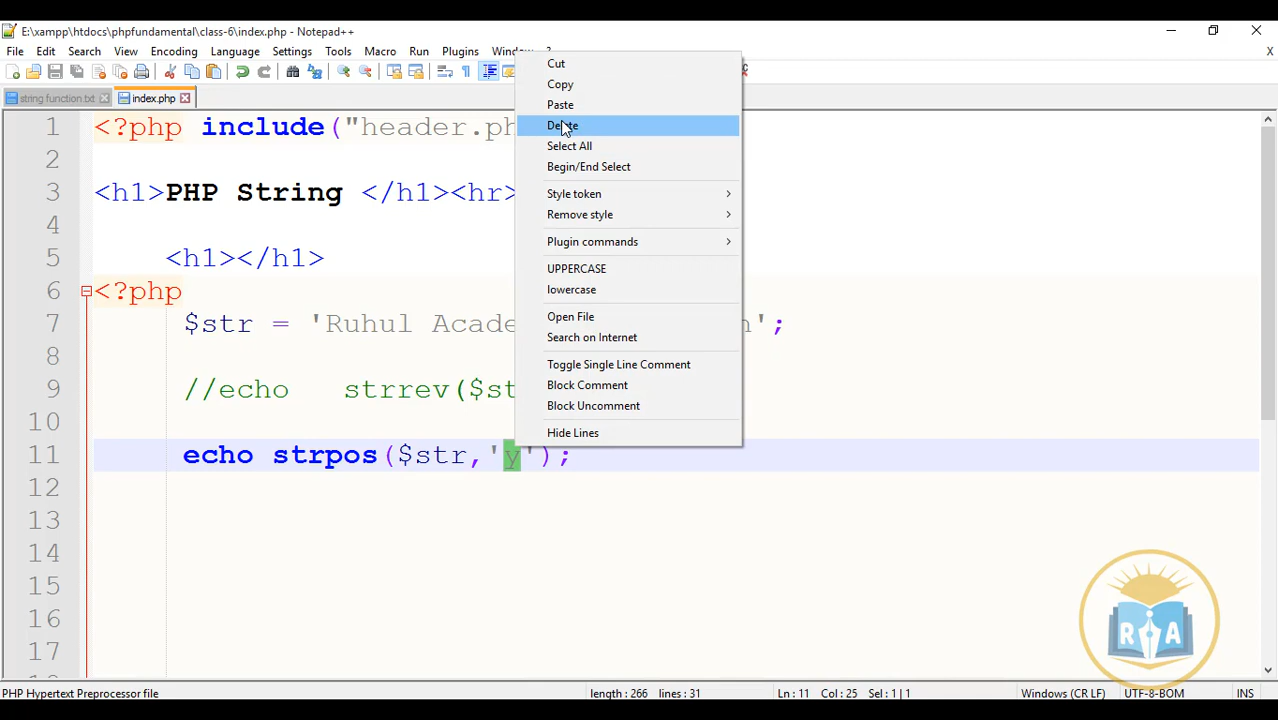 E:\xampp\htdocs\phpfundamental\class-6\index.php - Notepad++
File Edit Search View Encoding Language Settings Tools Macro Run Plugins Window ?
X
string function.txt index.php
Cut
Copy
Paste
Delete
Select All
Begin/End Select
Style token
Remove style
Plugin commands
UPPERCASE
lowercase
Open File
Search on Internet
Toggle Single Line Comment
Block Comment
Block Uncomment
Hide Lines
1 <?php include("header.ph
2
3 <h1>PHP String </h1><hr>
4
5 <h1></h1>
6 <?php
7 $str = 'Ruhul Acade n';
8
9 //echo strrev($st
10
11 echo strpos($str,'y');
12
13
14
15
16
17
R A
PHP Hypertext Preprocessor file length : 266 lines : 31 Ln : 11 Col : 25 Sel : 1 | 1 Windows (CR LF) UTF-8-BOM INS